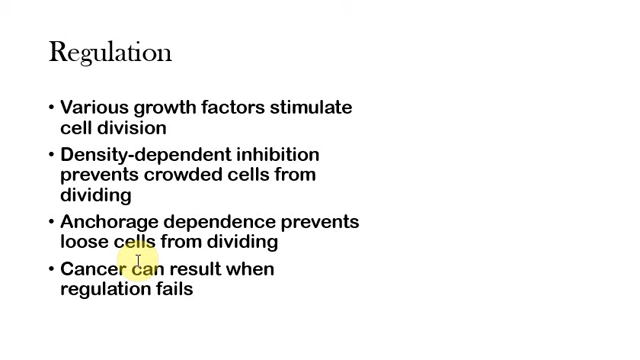 Regulation
• Various growth factors stimulate
cell division
• Density-dependent inhibition
prevents crowded cells from
dividing
• Anchorage dependence prevents
loose cells from dividing
• Cancer can result when
regulation fails